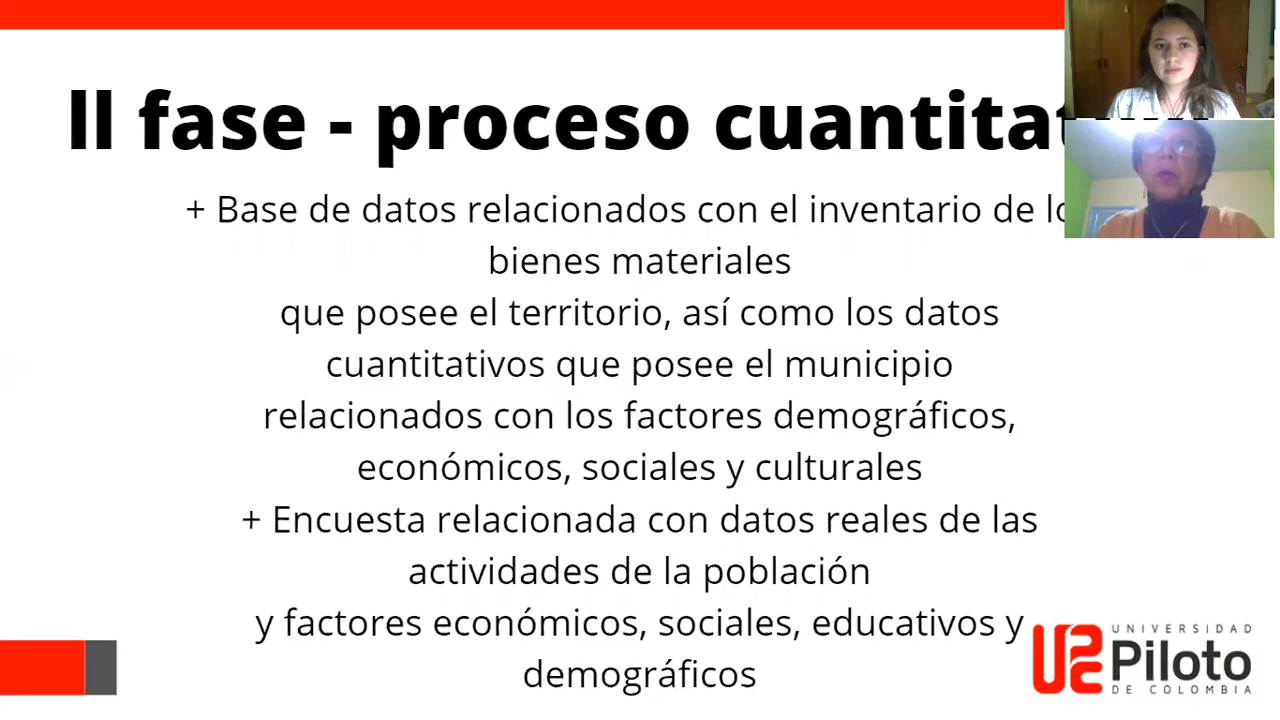 II fase - proceso
+ Base de datos relacionados con el inventario de
bienes materiales
que posee el territorio, así como los datos
cuantitativos que posee el municipio
relacionados con los factores demográficos,
económicos, sociales y culturales
+ Encuesta relacionada con datos reales de las
actividades de la población
y factores económicos, sociales, educativos y
demográficos
UNIVERSIDAD
Piloto
DE COLOMBIA